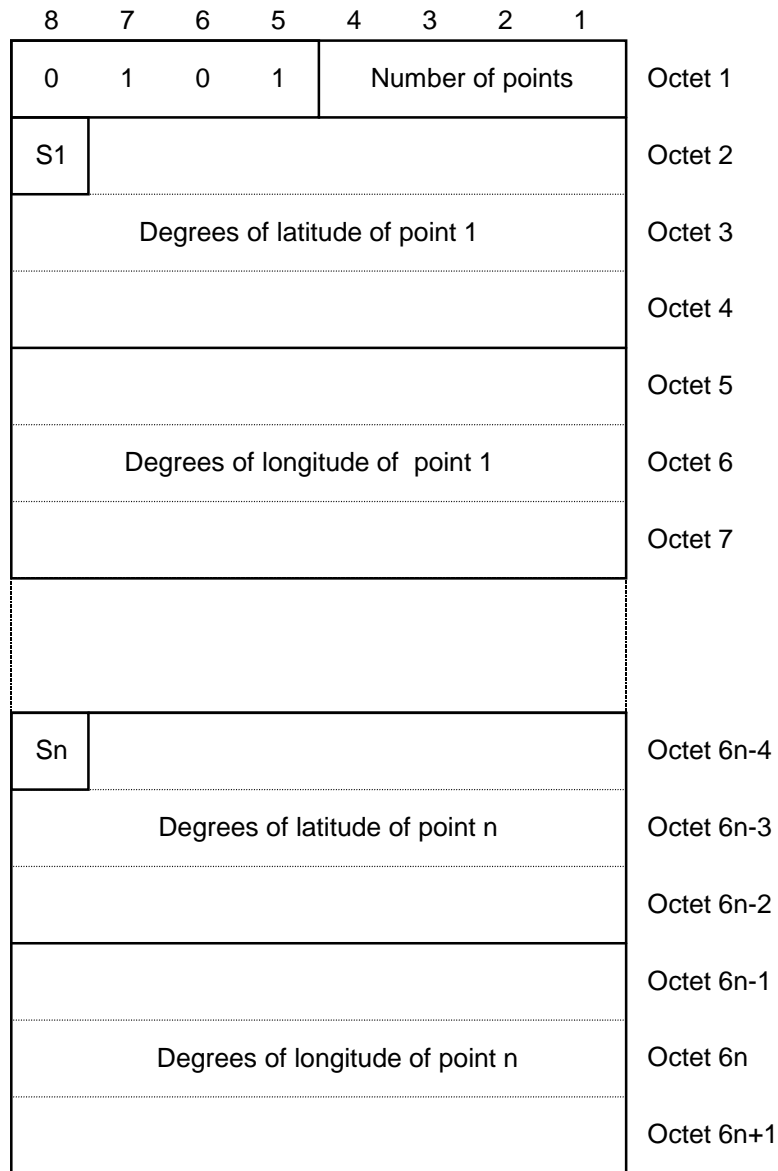 8 7 6 5 4 3 2 1
0 1 0 1 Number of points Octet 1
S1 Octet 2
Degrees of latitude of point 1 Octet 3
Octet 4
Octet 5
Degrees of longitude of point 1 Octet 6
Octet 7
Sn Octet 6n-4
Degrees of latitude of point n Octet 6n-3
Octet 6n-2
Octet 6n-1
Degrees of longitude of point n Octet 6n
Octet 6n+1